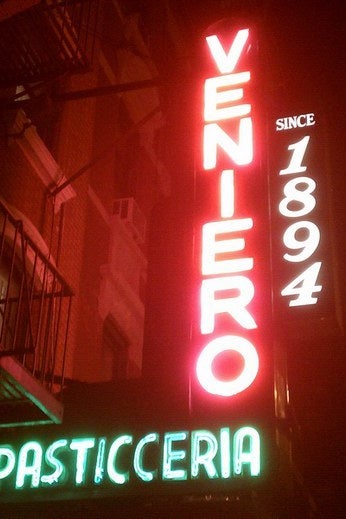 VENIERO
SINCE
1894
PASTICCERIA